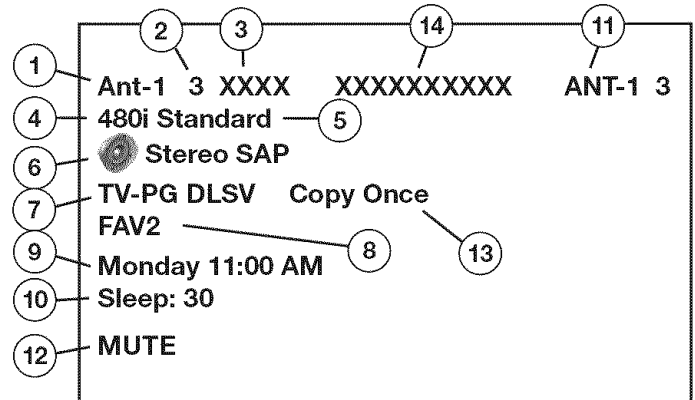 2 3 14 11
1 Ant-1 3 XXXX XXXXXXXXXX ANT-1 3
4 480i Standard 5
6 Stereo SAP
7 TV-PG DLSV Copy Once
FAV2 8 13
9 Monday 11:00 AM
10 Sleep: 30
12 MUTE